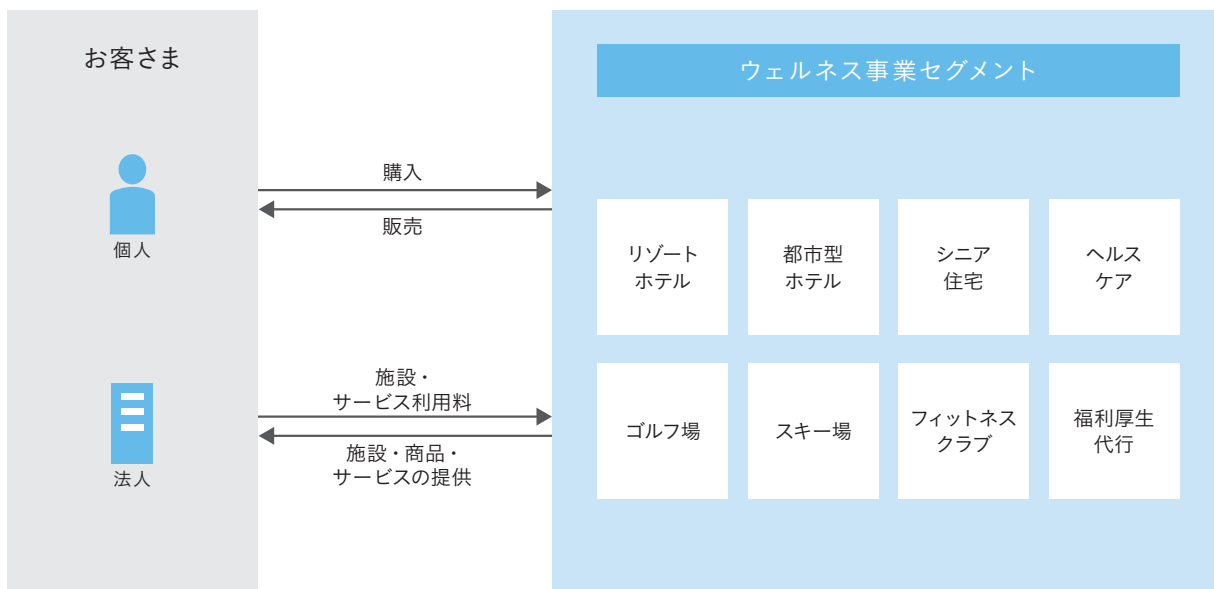 お客さま
個人
法人
購入
販売
施設・
サービス利用料
施設・商品・
サービスの提供
ウェルネス事業セグメント
リゾート
ホテル
都市型
ホテル
シニア
住宅
ヘルス
ケア
ゴルフ場
スキー場
フィットネス
クラブ
福利厚生
代行